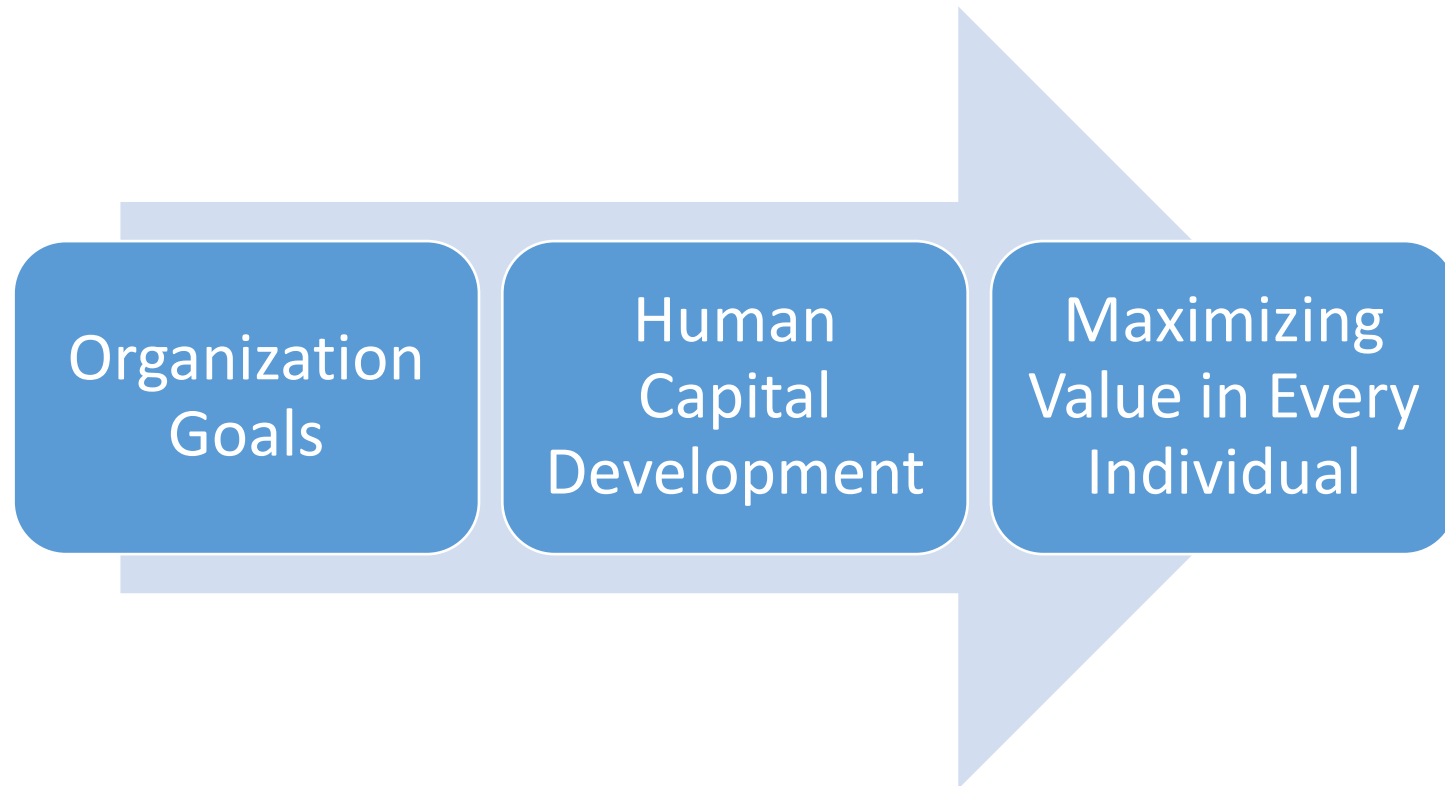 Organization
Goals
Human
Capital
Development
Maximizing
Value in Every
Individual